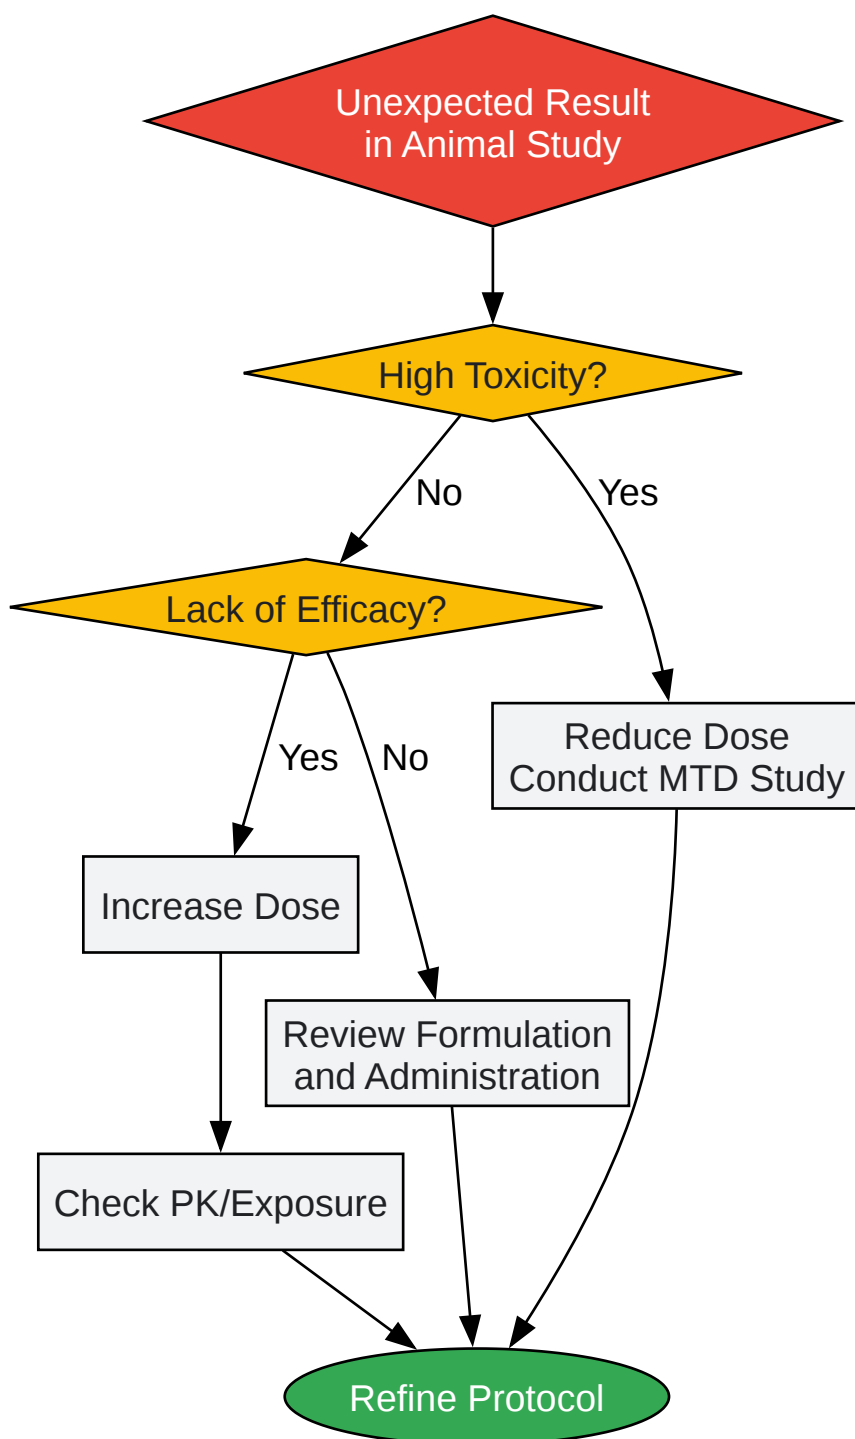 Unexpected Result
in Animal Study
High Toxicity?
No
Yes
Lack of Efficacy?
Yes
No
Reduce Dose
Conduct MTD Study
Increase Dose
Review Formulation
and Administration
Check PK/Exposure
Refine Protocol